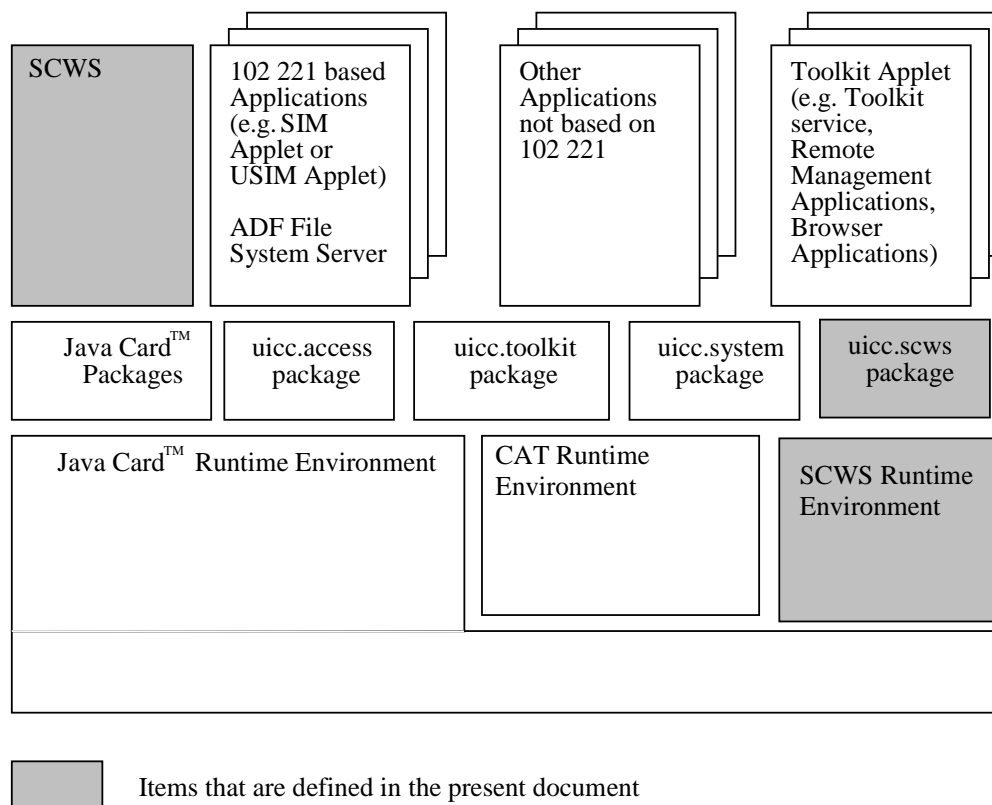 SCWS
102 221 based
Applications
(e.g. SIM
Applet or
USIM Applet)
ADF File
System Server
Other
Applications
not based on
102 221
Toolkit Applet
(e.g. Toolkit
service,
Remote
Management
Applications,
Browser
Applications)
Java Card™
Packages
uicc.access
package
uicc.toolkit
package
uicc.system
package
uicc.scws
package
Java Card™ Runtime Environment
CAT Runtime
Environment
SCWS Runtime
Environment
Items that are defined in the present document